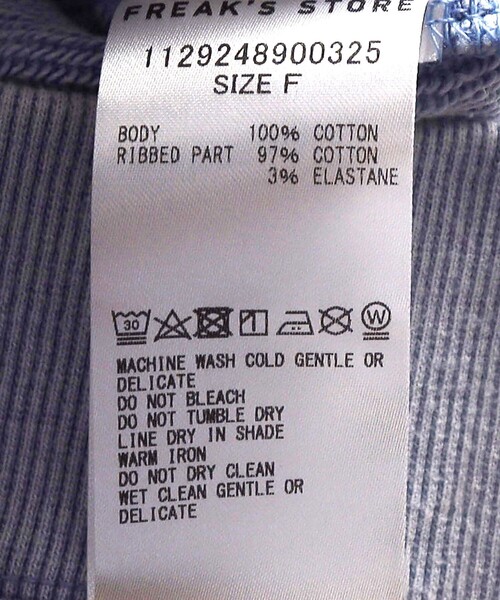 FREAK'S STORE
1129248900325
SIZE F
BODY 100% COTTON
RIBBED PART 97% COTTON
3% ELASTANE
30 W
MACHINE WASH COLD GENTLE OR
DELICATE
DO NOT BLEACH
DO NOT TUMBLE DRY
LINE DRY IN SHADE
WARM IRON
DO NOT DRY CLEAN
WET CLEAN GENTLE OR
DELICATE